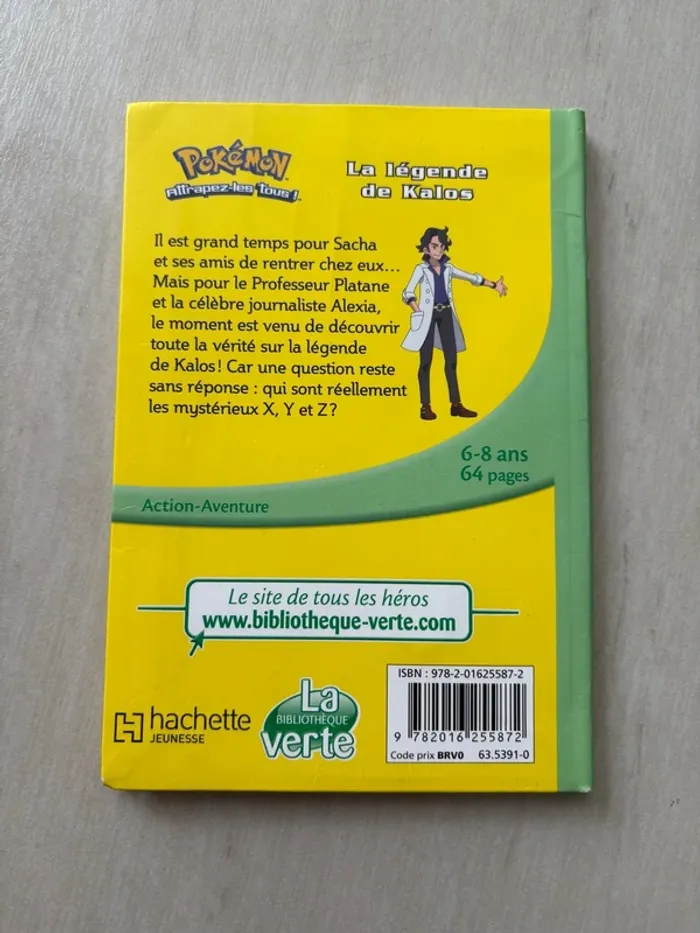 POKÉMON
Attrapez-les tous !
La légende
de Kalos
Il est grand temps pour Sacha
et ses amis de rentrer chez eux...
Mais pour le Professeur Platane
et la célèbre journaliste Alexia,
le moment est venu de découvrir
toute la vérité sur la légende
de Kalos ! Car une question reste
sans réponse : qui sont réellement
les mystérieux X, Y et Z ?
6-8 ans
64 pages
Action-Aventure
Le site de tous les héros
www.bibliotheque-verte.com
hachette
JEUNESSE
La
BIBLIOTHÈQUE
verte
ISBN : 978-2-01625587-2
9 782016 255872
Code prix BRV0 63.5391-0